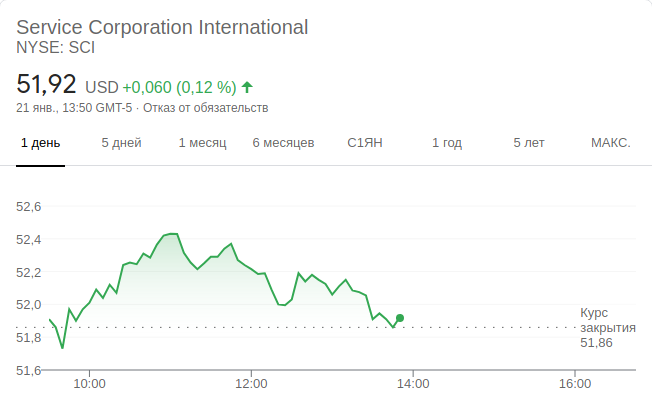 Service Corporation International
NYSE: SCI
51,92 USD +0,060 (0,12 %)
21 янв., 13:50 GMT-5 · Отказ от обязательств
1 день 5 дней 1 месяц 6 месяцев С1ЯН 1 год 5 лет МАКС.
52,6
52,4
52,2
52,0
51,8
51,6
Курс
закрытия
51,86
10:00 12:00 14:00 16:00